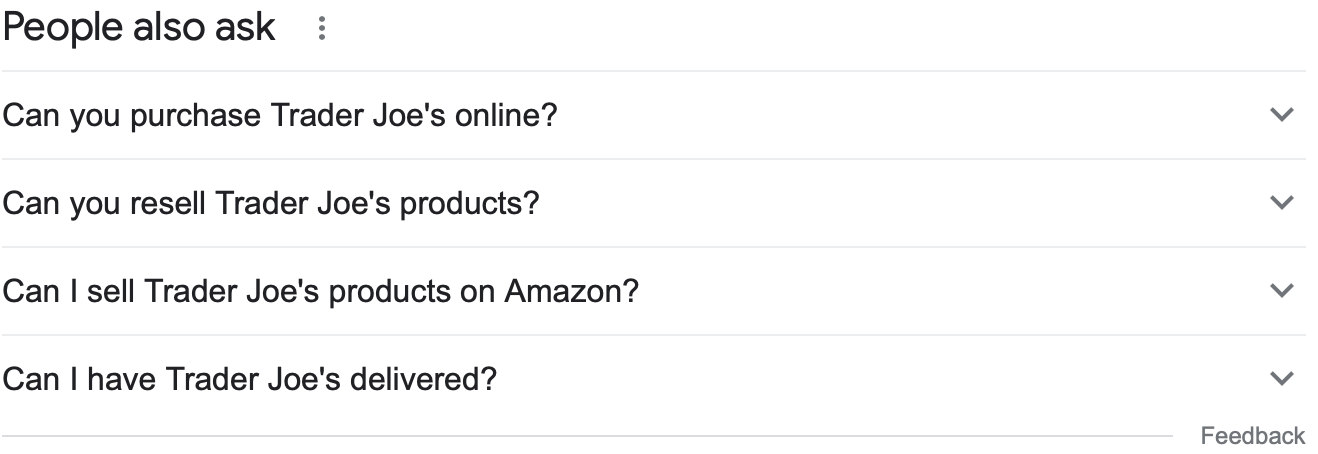 People also ask
Can you purchase Trader Joe's online?
Can you resell Trader Joe's products?
Can I sell Trader Joe's products on Amazon?
Can I have Trader Joe's delivered?
Feedback